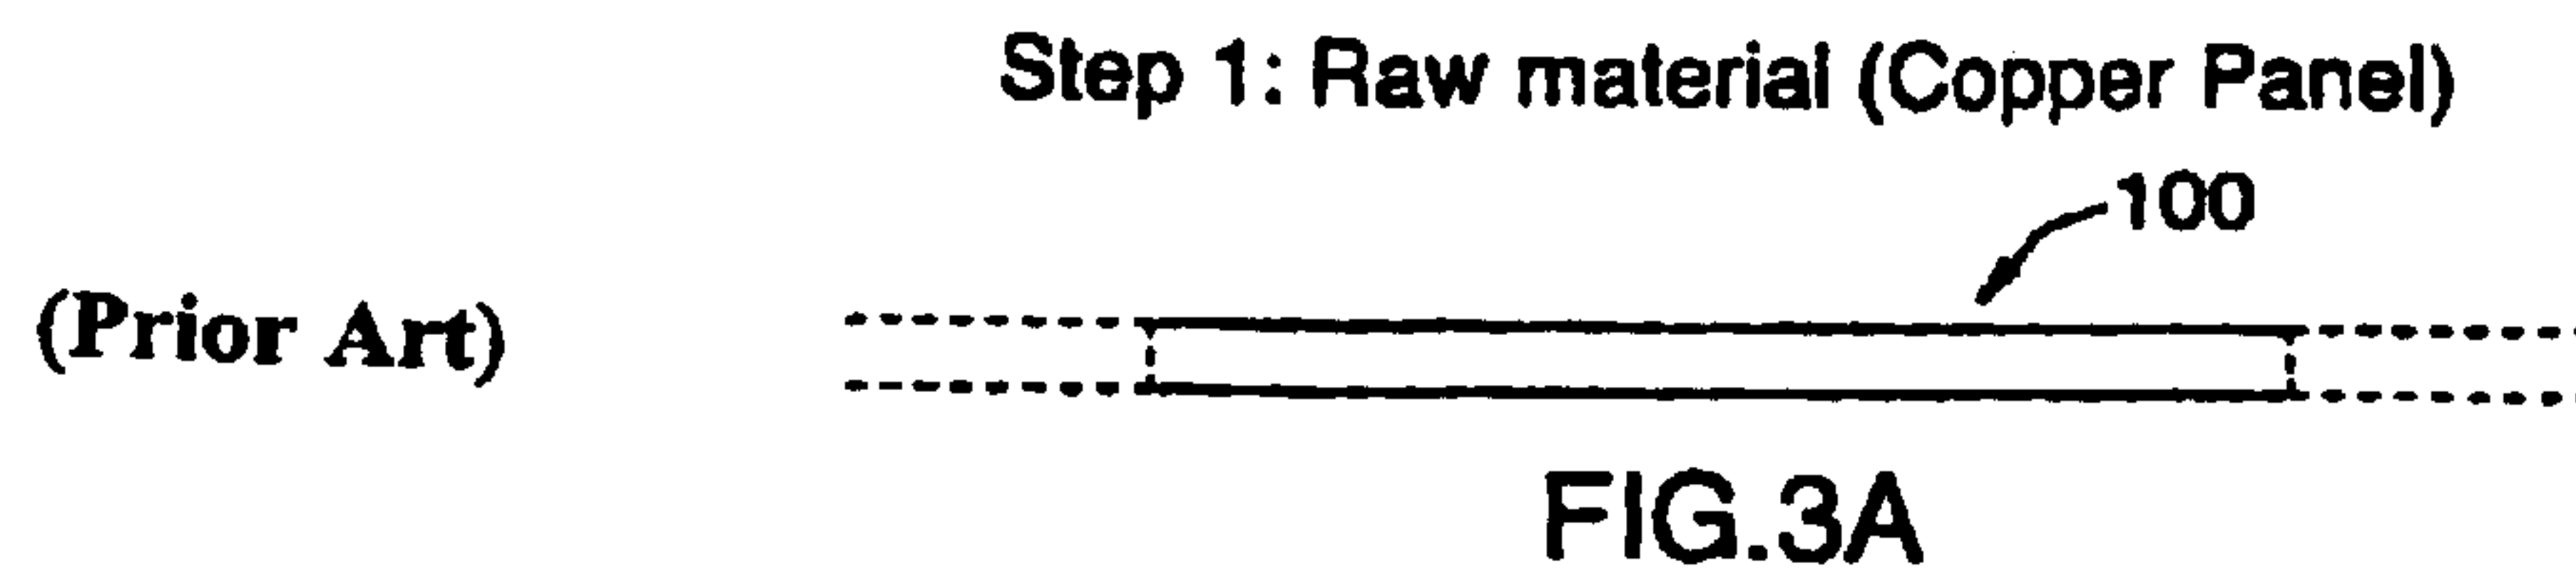 Step 1: Raw material (Copper Panel)
100
(Prior Art)
FIG.3A